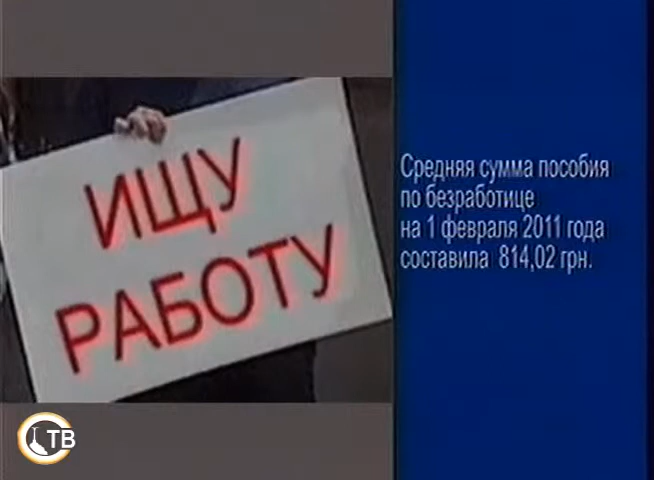 ИЩУ
РАБОТУ
Средняя сумма пособия
по безработице
на 1 февраля 2011 года
составила 814,02 грн.
ТВ